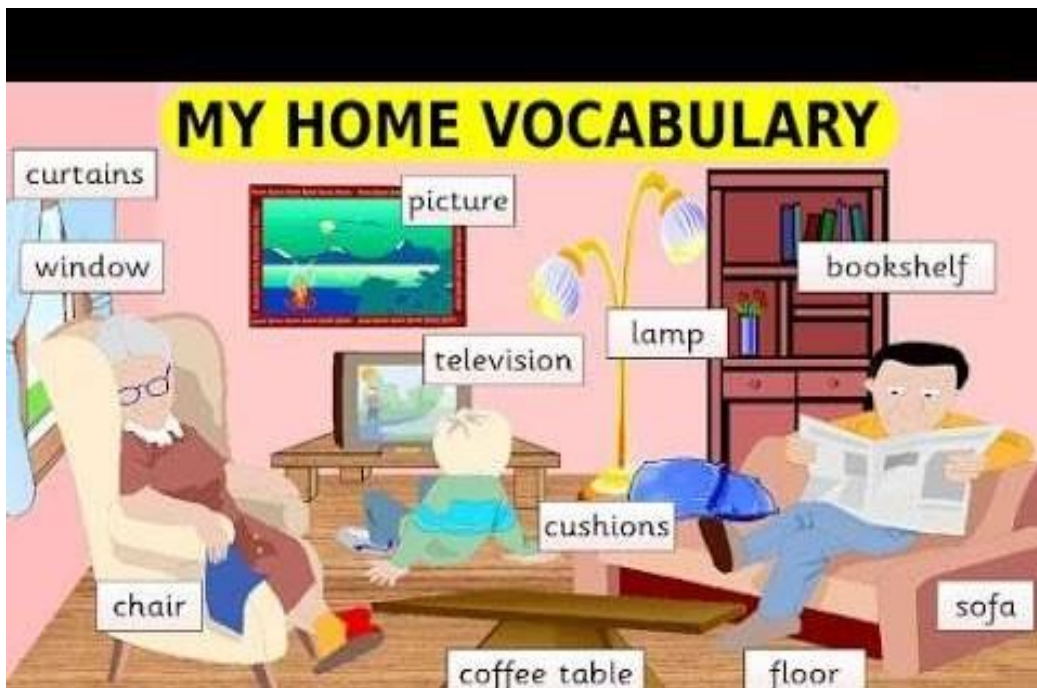 MY HOME VOCABULARY
curtains
picture
window
bookshelf
lamp
television
cushions
chair
sofa
coffee table
floor